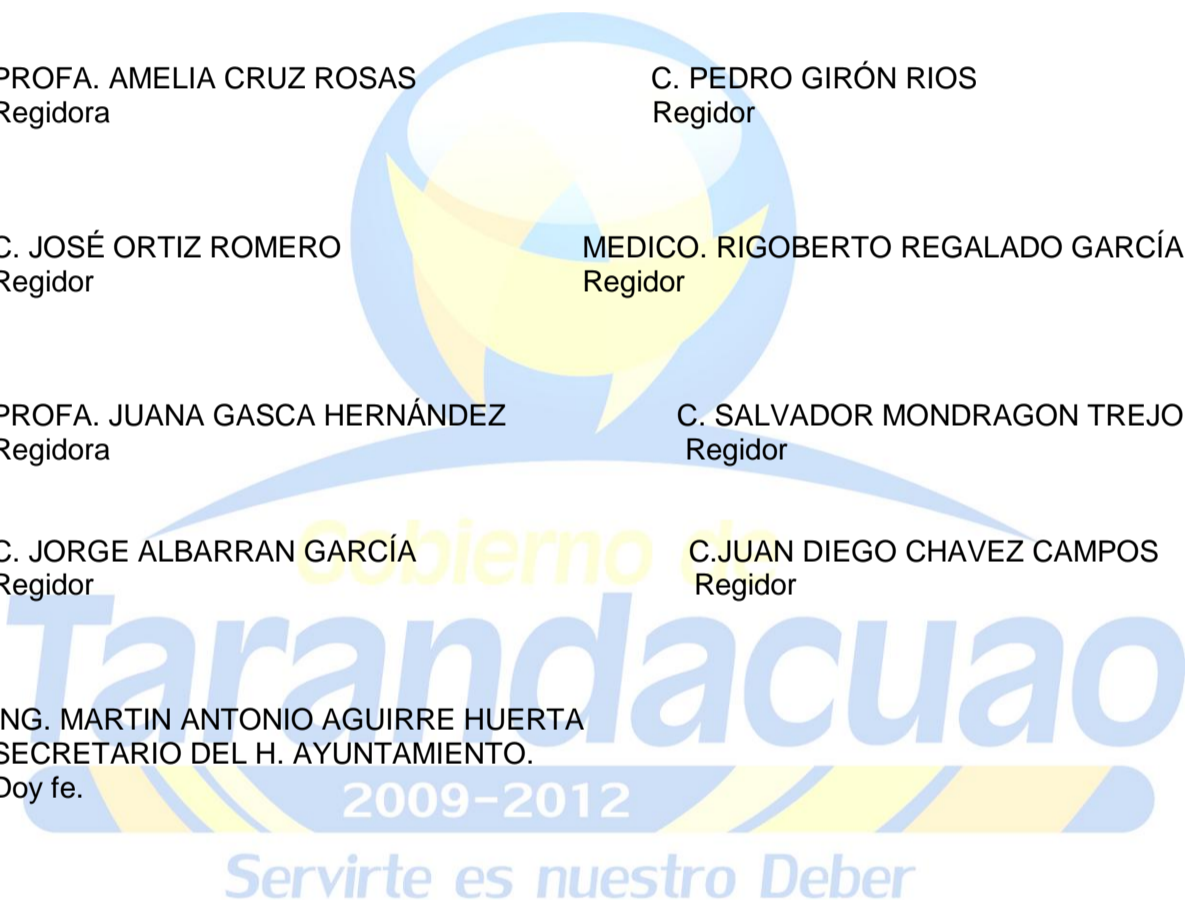 PROFA. AMELIA CRUZ ROSAS C. PEDRO GIRÓN RIOS
Regidora Regidor
C. JOSÉ ORTIZ ROMERO MEDICO. RIGOBERTO REGALADO GARCÍA
Regidor Regidor
PROFA. JUANA GASCA HERNÁNDEZ C. SALVADOR MONDRAGON TREJO
Regidora Regidor
C. JORGE ALBARRAN GARCÍA C.JUAN DIEGO CHAVEZ CAMPOS
Regidor Regidor
Gobierno de
Tarandacuao
ING. MARTIN ANTONIO AGUIRRE HUERTA
SECRETARIO DEL H. AYUNTAMIENTO.
Doy fe.
2009-2012
Servirte es nuestro Deber